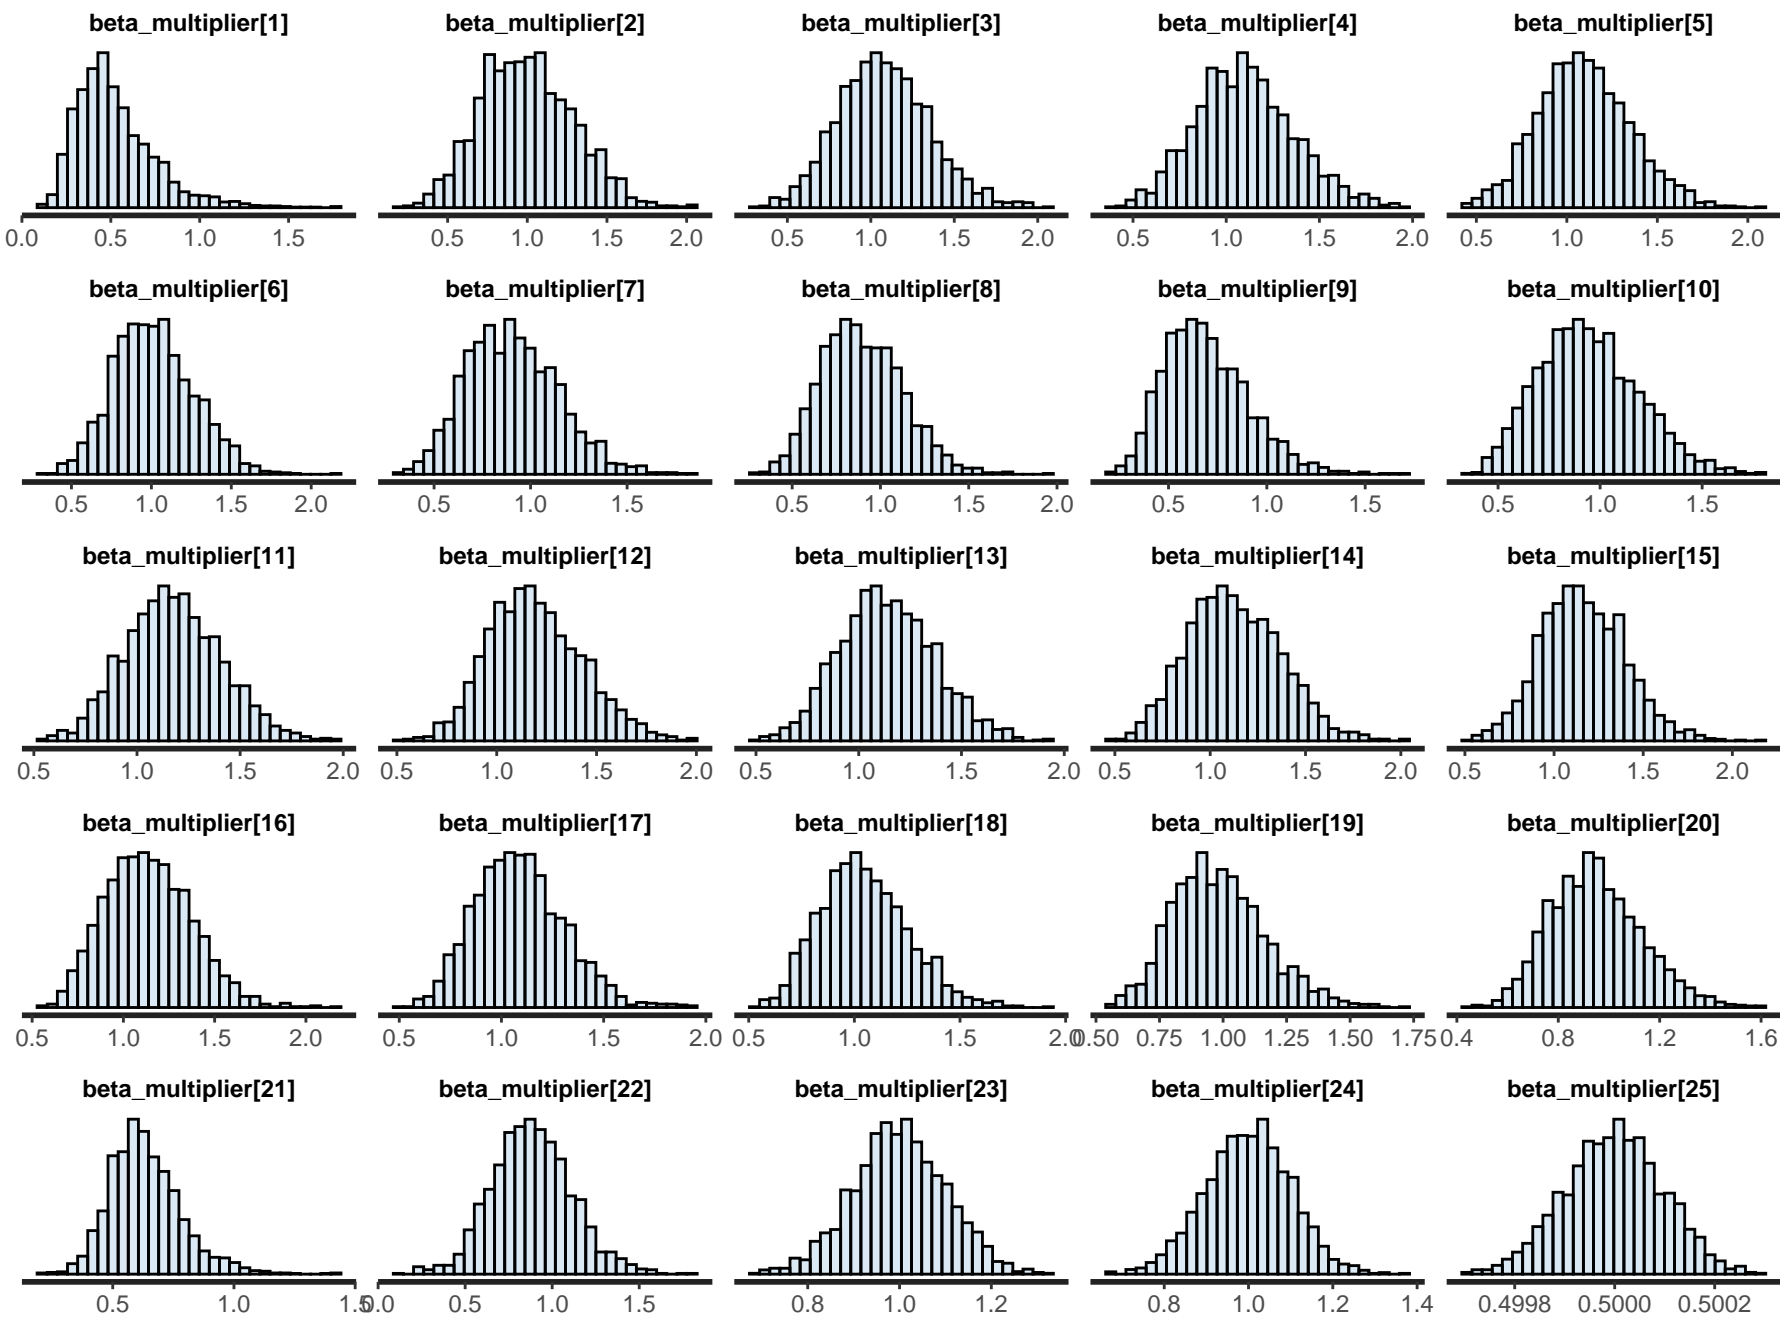 beta_multiplier[1] beta_multiplier[2] beta_multiplier[3] beta_multiplier[4] beta_multiplier[5]
0.0 0.5 1.0 1.5 0.5 1.0 1.5 2.0 0.5 1.0 1.5 2.0 0.5 1.0 1.5 2.0 0.5 1.0 1.5 2.0
beta_multiplier[6] beta_multiplier[7] beta_multiplier[8] beta_multiplier[9] beta_multiplier[10]
0.5 1.0 1.5 2.0 0.5 1.0 1.5 0.5 1.0 1.5 2.0 0.5 1.0 1.5 0.5 1.0 1.5
beta_multiplier[11] beta_multiplier[12] beta_multiplier[13] beta_multiplier[14] beta_multiplier[15]
0.5 1.0 1.5 2.0 0.5 1.0 1.5 2.0 0.5 1.0 1.5 2.0 0.5 1.0 1.5 2.0 0.5 1.0 1.5 2.0
beta_multiplier[16] beta_multiplier[17] beta_multiplier[18] beta_multiplier[19] beta_multiplier[20]
0.5 1.0 1.5 2.0 0.5 1.0 1.5 2.0 0.5 1.0 1.5 2.0 0.50 0.75 1.00 1.25 1.50 1.75 0.4 0.8 1.2 1.6
beta_multiplier[21] beta_multiplier[22] beta_multiplier[23] beta_multiplier[24] beta_multiplier[25]
0.5 1.0 1.5 0.0 0.5 1.0 1.5 0.8 1.0 1.2 0.8 1.0 1.2 1.4 0.4998 0.5000 0.5002